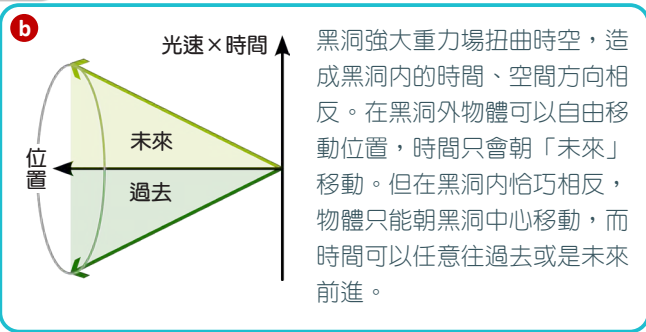 b
光速×時間
未來
位置
過去
黑洞強大重力場扭曲時空，造
成黑洞內的時間、空間方向相
反。在黑洞外物體可以自由移
動位置，時間只會朝「未來」
移動。但在黑洞內恰巧相反，
物體只能朝黑洞中心移動，而
時間可以任意往過去或是未來
前進。